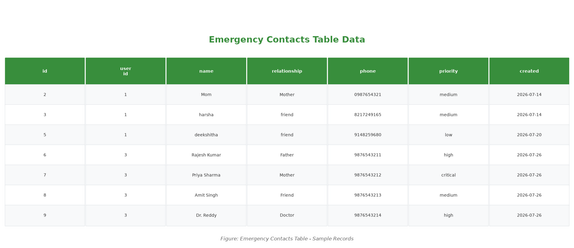 Emergency Contacts Table Data
id user id name relationship phone priority created
2 1 Mom Mother 0987654321 medium 2026-07-14
3 1 harsha friend 8217249165 medium 2026-07-14
5 1 deekshitha friend 9148259680 low 2026-07-20
6 3 Rajesh Kumar Father 9876543211 high 2026-07-26
7 3 Priya Sharma Mother 9876543212 critical 2026-07-26
8 3 Amit Singh Friend 9876543213 medium 2026-07-26
9 3 Dr. Reddy Doctor 9876543214 high 2026-07-26
Figure: Emergency Contacts Table - Sample Records